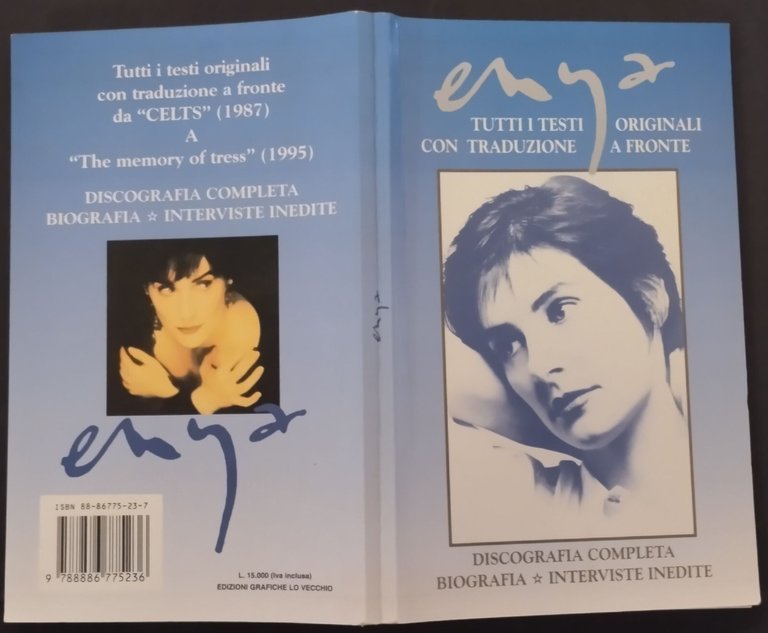 Tutti i testi originali
con traduzione a fronte
da “CELTS” (1987)
A
“The memory of tress” (1995)
DISCOGRAFIA COMPLETA
BIOGRAFIA ☆ INTERVISTE INEDITE
enya
ISBN 88-86775-23-7
9 788886 775236
L. 15.000 (Iva inclusa)
EDIZIONI GRAFICHE LO VECCHIO
enya
enya
TUTTI I TESTI ORIGINALI
CON TRADUZIONE A FRONTE
DISCOGRAFIA COMPLETA
BIOGRAFIA ☆ INTERVISTE INEDITE